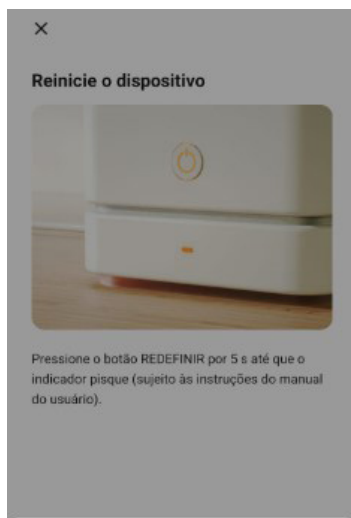 Reinicie o dispositivo
Pressione o botão REDEFINIR por 5 s até que o
indicador pisque (sujeito às instruções do manual
do usuário).